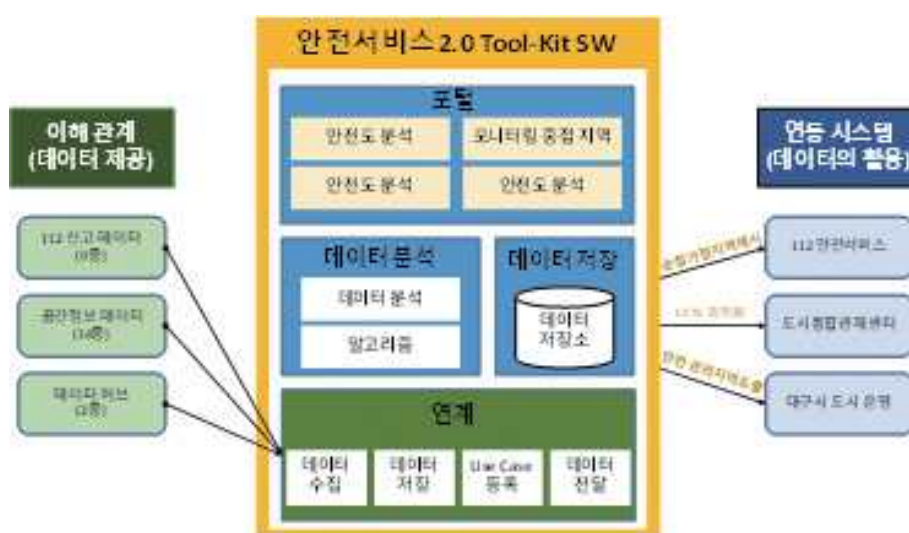 안전서비스2.0 Tool-Kit SW
포털
안전도 분석
모니터링 중점 지역
안전도 분석
안전도 분석
이해 관계
(데이터 제공)
112 신고 데이터
(9종)
공간정보 데이터
데이터 허브
데이터 분석
데이터 분석
알고리즘
데이터 저장
데이터
저장소
연계
데이터
수집
데이터
저장
Use Case
등록
데이터
전달
연동 시스템
(데이터의 활용)
112 안전서비스
도시통합관제센터
대구시 도시 운영